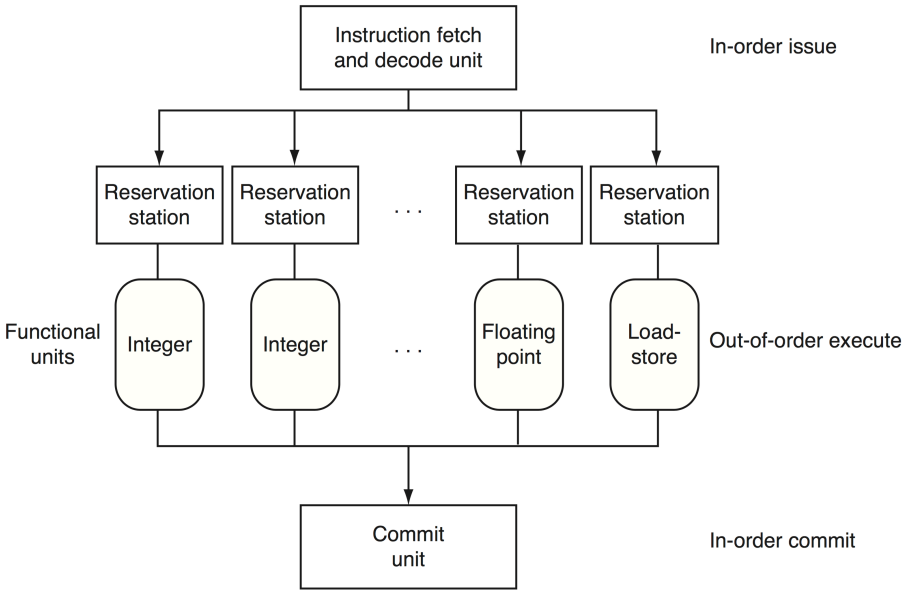 Instruction fetch
and decode unit
In-order issue
Reservation
station
Reservation
station
. . .
Reservation
station
Reservation
station
Functional
units
Integer
Integer
. . .
Floating
point
Load-
store
Out-of-order execute
Commit
unit
In-order commit